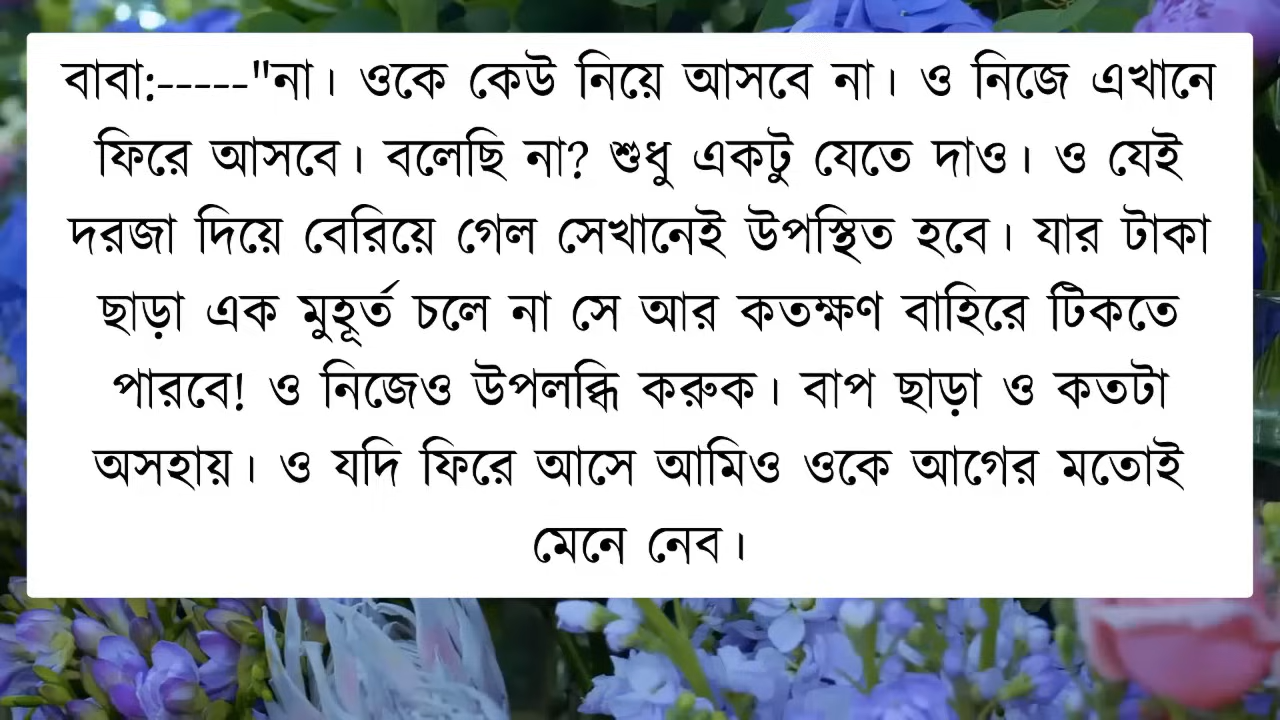 বাবা:-----"না। ওকে কেউ নিয়ে আসবে না। ও নিজে এখানে
ফিরে আসবে। বলেছি না? শুধু একটু যেতে দাও। ও যেই
দরজা দিয়ে বেরিয়ে গেল সেখানেই উপস্থিত হবে। যার টাকা
ছাড়া এক মুহূর্ত চলে না সে আর কতক্ষণ বাহিরে টিকতে
পারবে! ও নিজেও উপলব্ধি করুক। বাপ ছাড়া ও কতটা
অসহায়। ও যদি ফিরে আসে আমিও ওকে আগের মতোই
মেনে নেব।